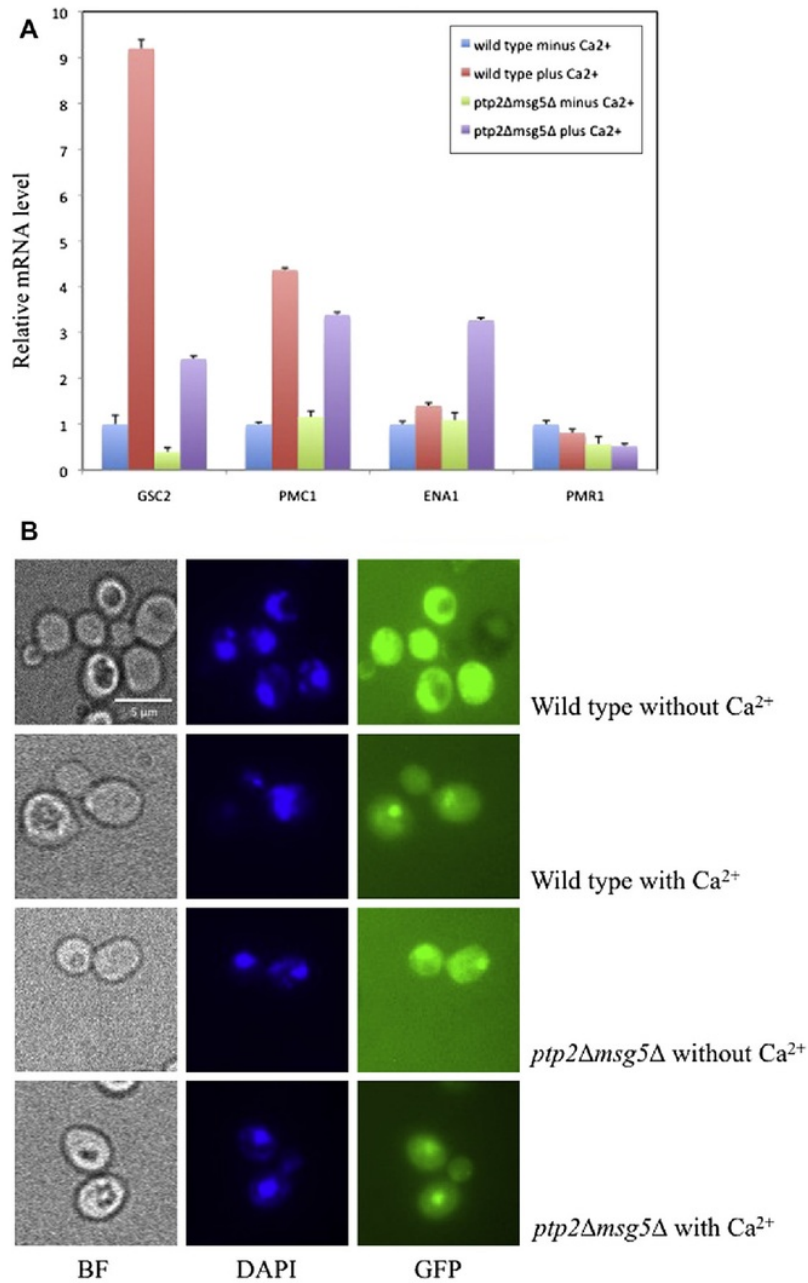 A
Relative mRNA level
10
9
8
7
6
5
4
3
2
1
0
wild type minus Ca2+
wild type plus Ca2+
ptp2Δmsg5Δ minus Ca2+
ptp2Δmsg5Δ plus Ca2+
GSC2 PMC1 ENA1 PMR1
B
5 μm
Wild type without Ca²⁺
Wild type with Ca²⁺
ptp2Δmsg5Δ without Ca²⁺
ptp2Δmsg5Δ with Ca²⁺
BF DAPI GFP